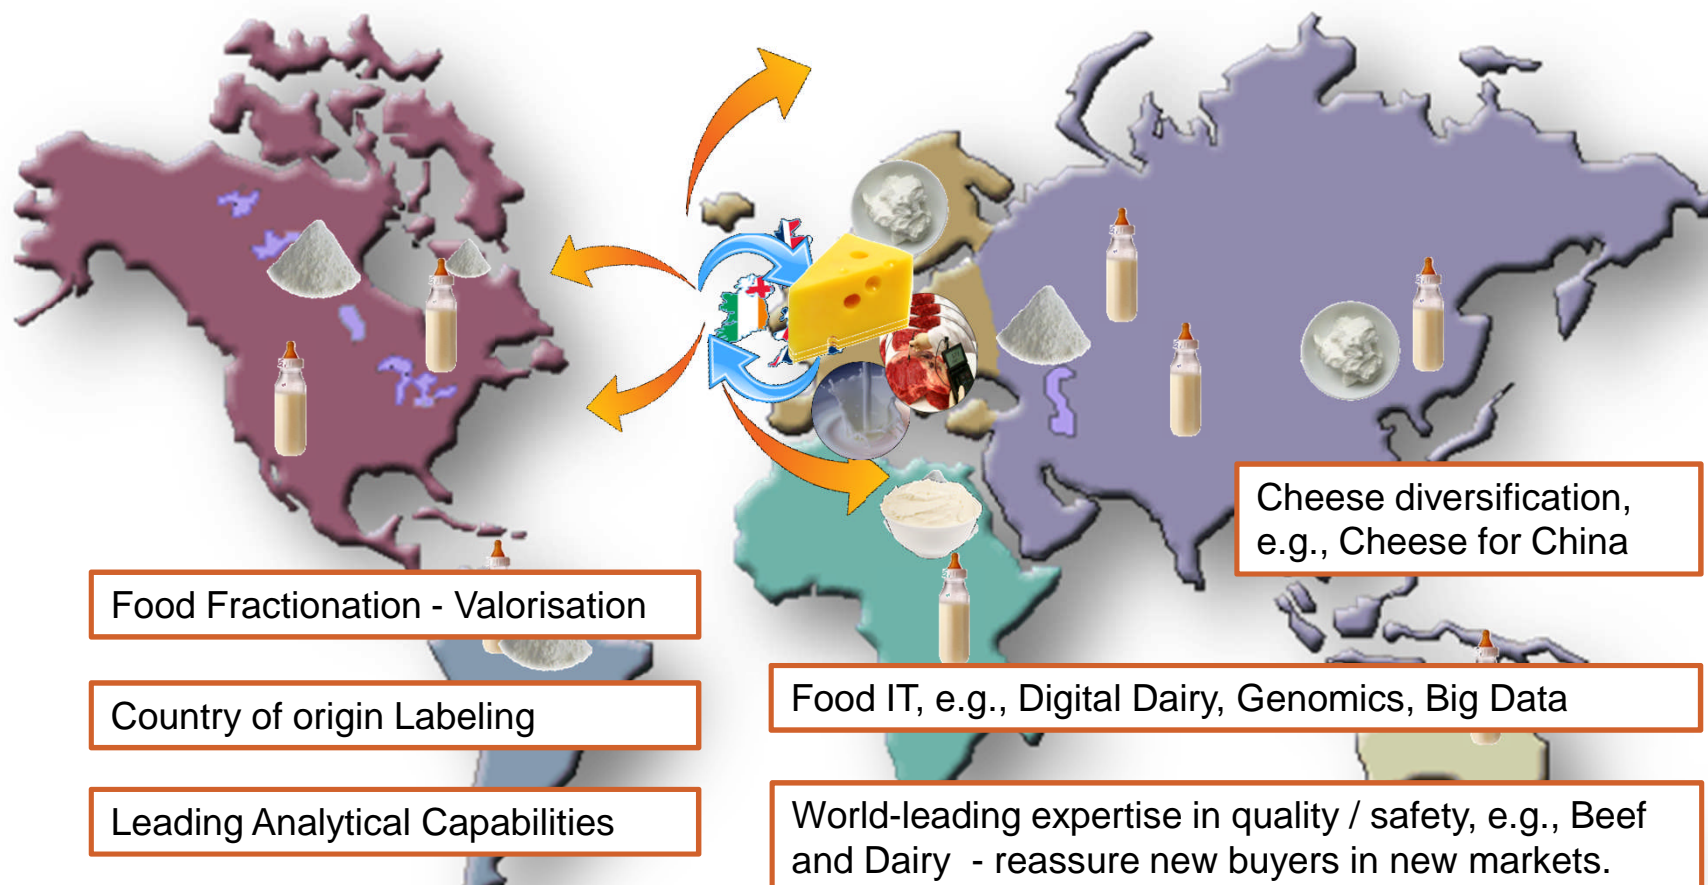 Cheese diversification,
e.g., Cheese for China
Food Fractionation - Valorisation
Country of origin Labeling
Leading Analytical Capabilities
Food IT, e.g., Digital Dairy, Genomics, Big Data
World-leading expertise in quality / safety, e.g., Beef
and Dairy  - reassure new buyers in new markets.